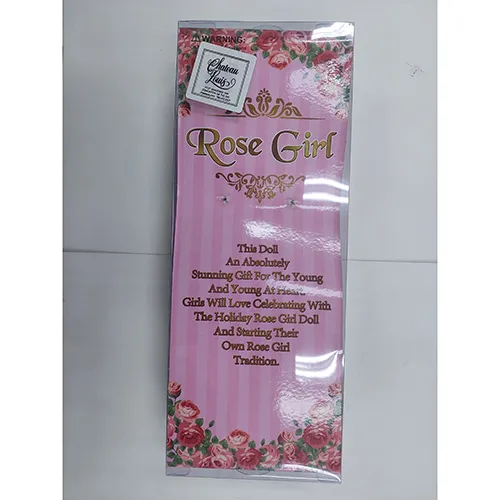 WARNING:
Chateau
Louis
Rose Girl
This Doll
An Absolutely
Stunning Gift For The Young
And Young At Heart.
Girls Will Love Celebrating With
The Holiday Rose Girl Doll
And Starting Their
Own Rose Girl
Tradition.